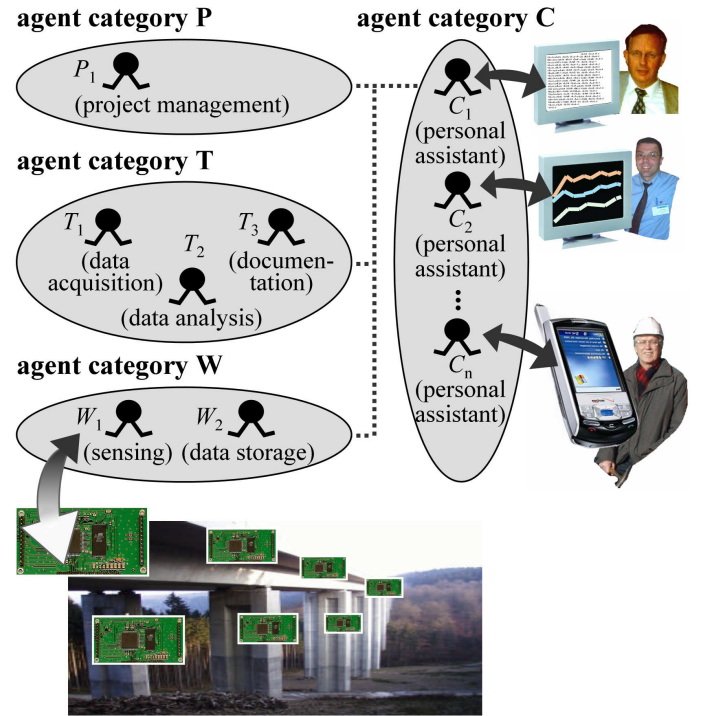 agent category P
P1
(project management)
agent category T
T1
(data
acquisition)
T2
(data analysis)
T3
(documen-
tation)
agent category W
W1
(sensing)
W2
(data storage)
agent category C
C1
(personal
assistant)
C2
(personal
assistant)
Cn
(personal
assistant)